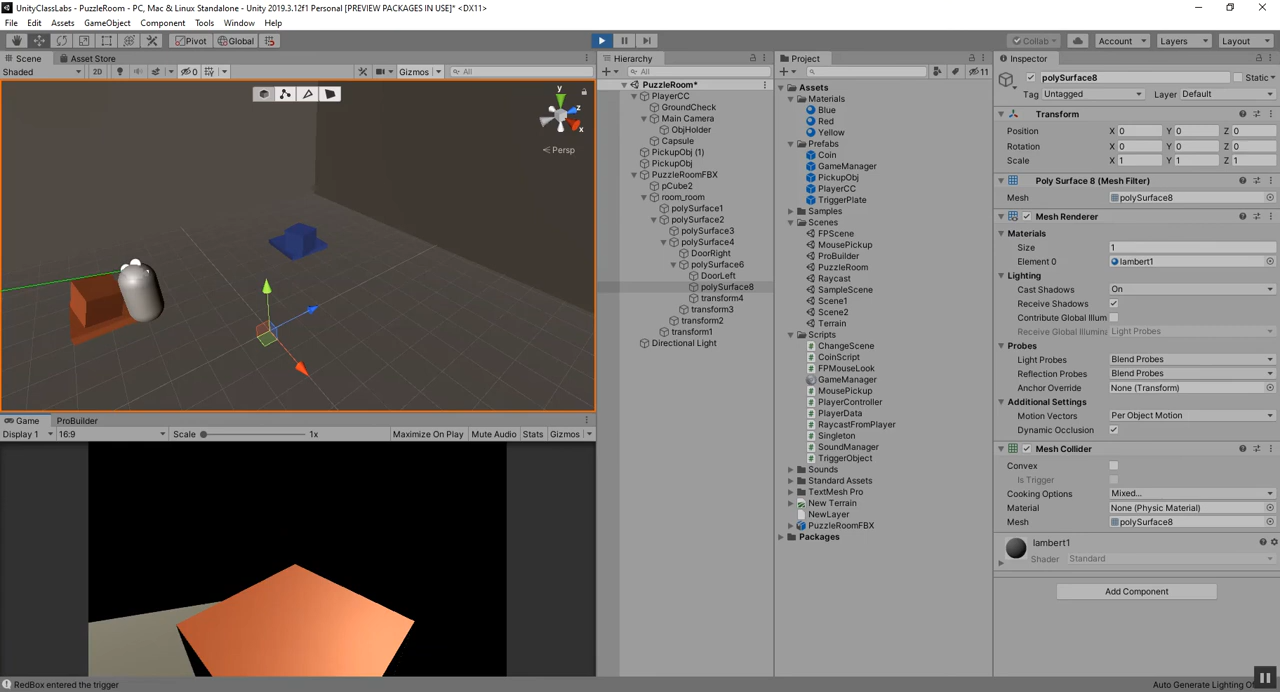 UnityClassLabs - PuzzleRoom - PC, Mac & Linux Standalone - Unity 2019.3.12f1 Personal [PREVIEW PACKAGES IN USE]* <DX11>
File Edit Assets GameObject Component Tools Window Help
Pivot Global Collab Account Layers Layout
Scene Asset Store
Shaded 2D 0 Gizmos All
y
z
x
Persp
Game ProBuilder
Display 1 16:9 Scale 1x Maximize On Play Mute Audio Stats Gizmos
RedBox entered the trigger
Hierarchy
All
PuzzleRoom*
PlayerCC
GroundCheck
Main Camera
ObjHolder
Capsule
PickupObj (1)
PickupObj
PuzzleRoomFBX
pCube2
room_room
polySurface1
polySurface2
polySurface3
polySurface4
DoorRight
polySurface6
DoorLeft
polySurface8
transform4
transform3
transform2
transform1
Directional Light
Project
11
Assets
Materials
Blue
Red
Yellow
Prefabs
Coin
GameManager
PickupObj
PlayerCC
TriggerPlate
Samples
Scenes
FPScene
MousePickup
ProBuilder
PuzzleRoom
Raycast
SampleScene
Scene1
Scene2
Terrain
Scripts
ChangeScene
CoinScript
FPMouseLook
GameManager
MousePickup
PlayerController
PlayerData
RaycastFromPlayer
Singleton
SoundManager
TriggerObject
Sounds
Standard Assets
TextMesh Pro
New Terrain
NewLayer
PuzzleRoomFBX
Packages
Inspector
polySurface8 Static
Tag Untagged Layer Default
Transform
Position X 0 Y 0 Z 0
Rotation X 0 Y 0 Z 0
Scale X 1 Y 1 Z 1
Poly Surface 8 (Mesh Filter)
Mesh polySurface8
Mesh Renderer
Materials
Size 1
Element 0 lambert1
Lighting
Cast Shadows On
Receive Shadows
Contribute Global Illum
Receive Global Illumina Light Probes
Probes
Light Probes Blend Probes
Reflection Probes Blend Probes
Anchor Override None (Transform)
Additional Settings
Motion Vectors Per Object Motion
Dynamic Occlusion
Mesh Collider
Convex
Is Trigger
Cooking Options Mixed...
Material None (Physic Material)
Mesh polySurface8
lambert1
Shader Standard
Add Component
Auto Generate Lighting O